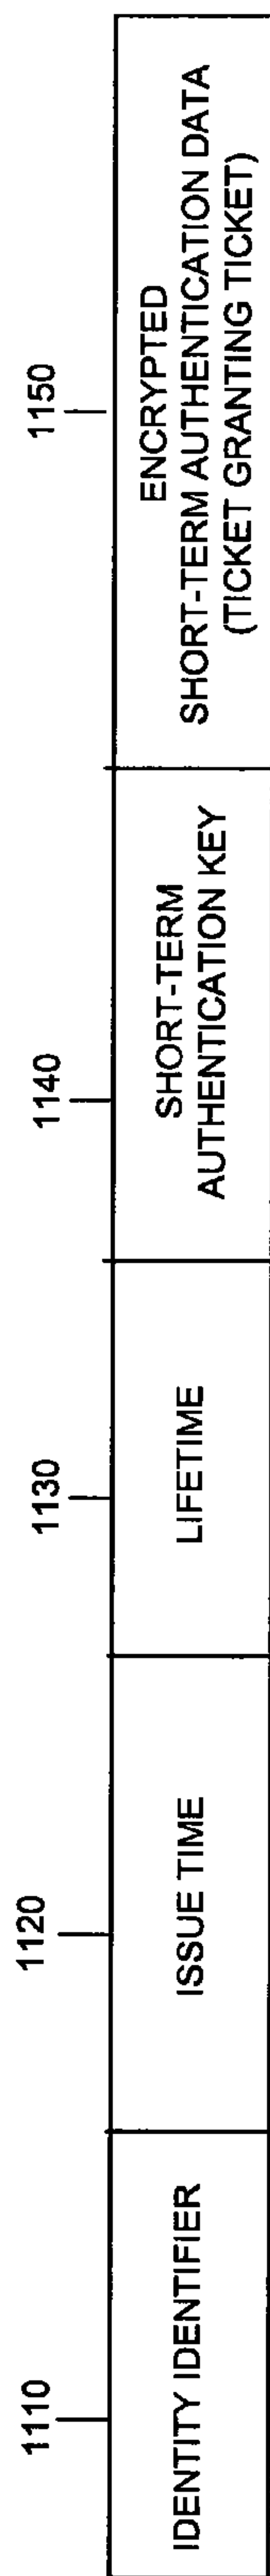 1110
1120
1130
1140
1150
IDENTITY IDENTIFIER
ISSUE TIME
LIFETIME
SHORT-TERM
AUTHENTICATION KEY
ENCRYPTED
SHORT-TERM AUTHENTICATION DATA
(TICKET GRANTING TICKET)